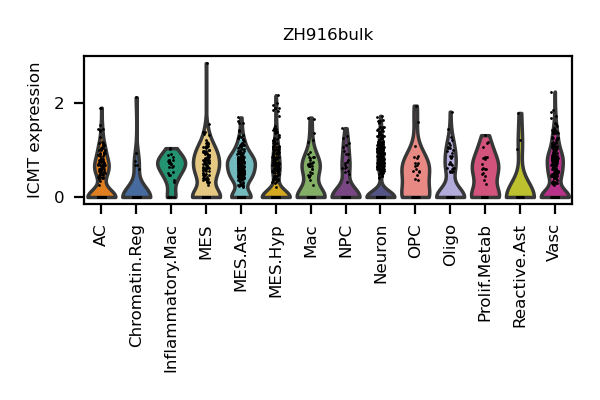 ZH916bulk
ICMT expression
2
0
AC
Chromatin.Reg
Inflammatory.Mac
MES
MES.Ast
MES.Hyp
Mac
NPC
Neuron
OPC
Oligo
Prolif.Metab
Reactive.Ast
Vasc